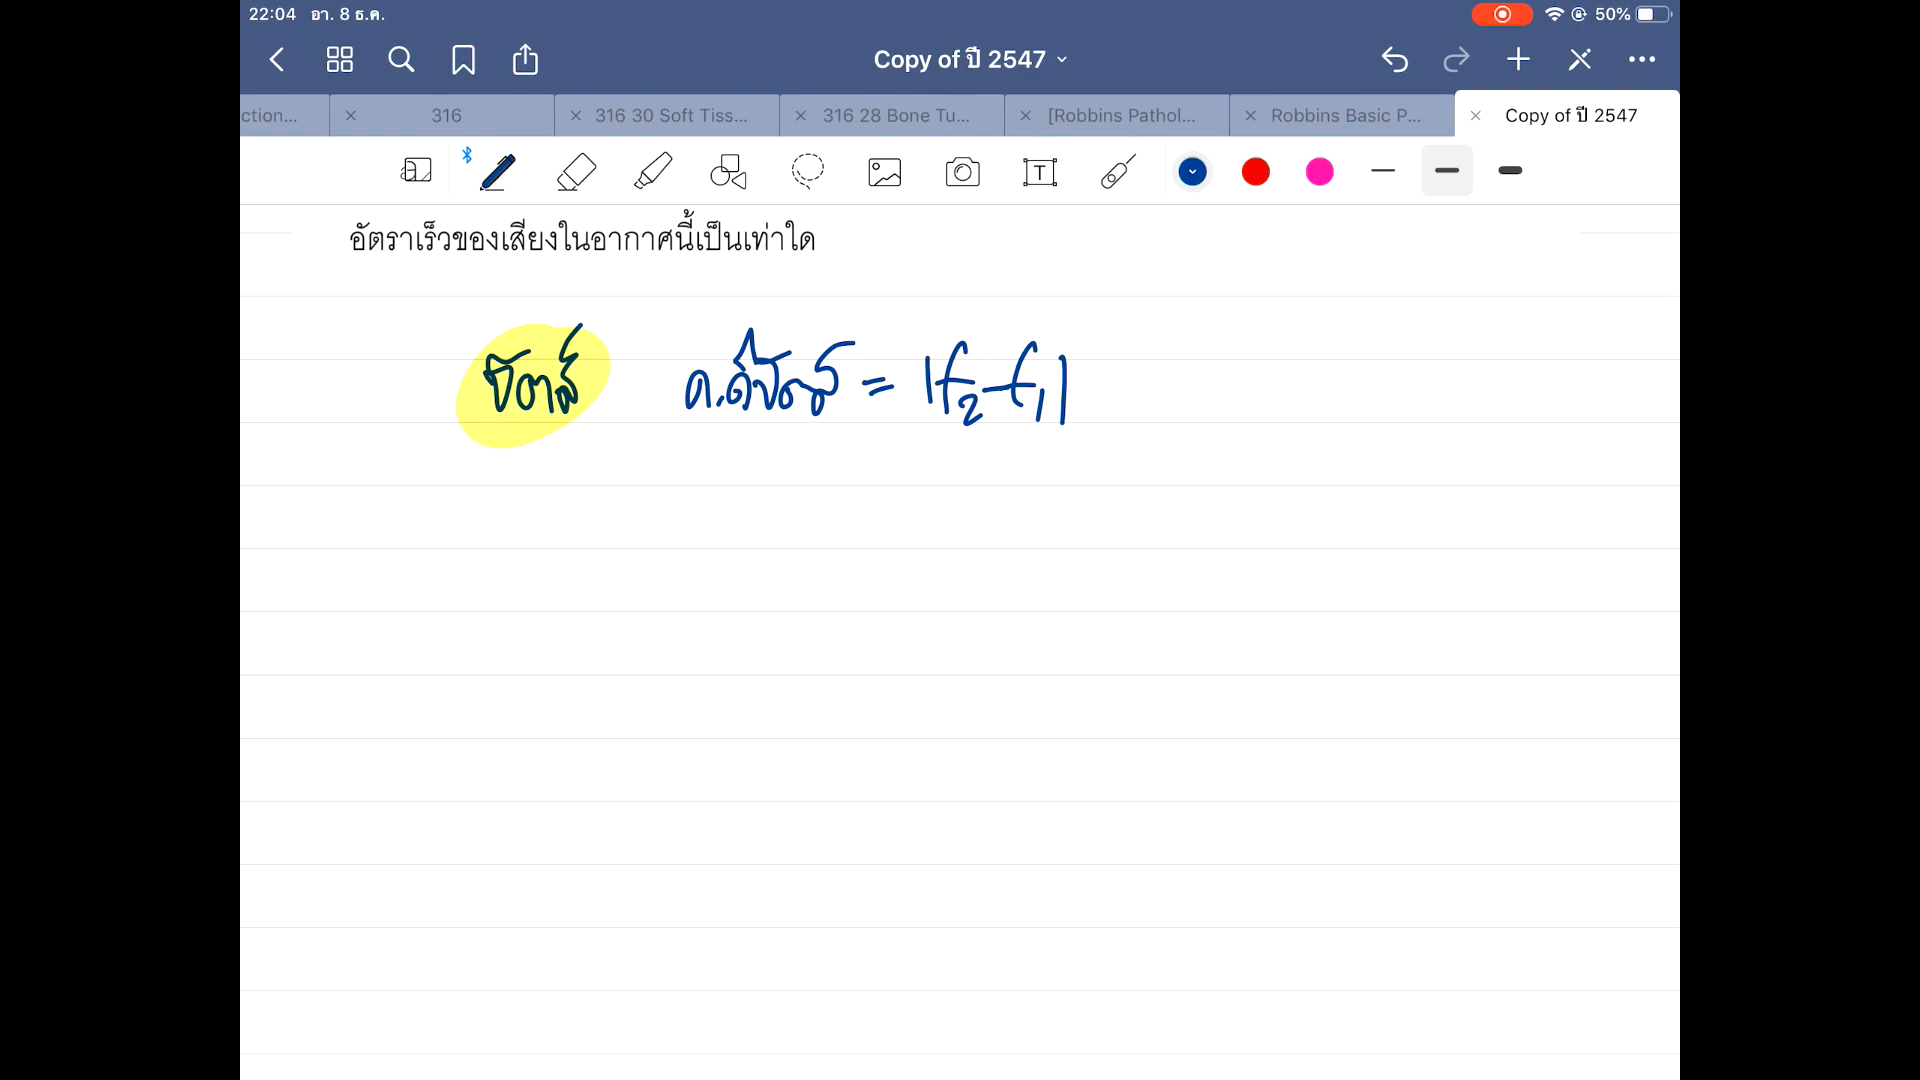 22:04 อา. 8 ธ.ค. 50%
Copy of ปี 2547
ction... 316 316 30 Soft Tiss... 316 28 Bone Tu... [Robbins Pathol... Robbins Basic P... Copy of ปี 2547
อัตราเร็วของเสียงในอากาศนี้เป็นเท่าใด
บีตส์ ค.ถี่บีตส์ = |f₂-f₁|